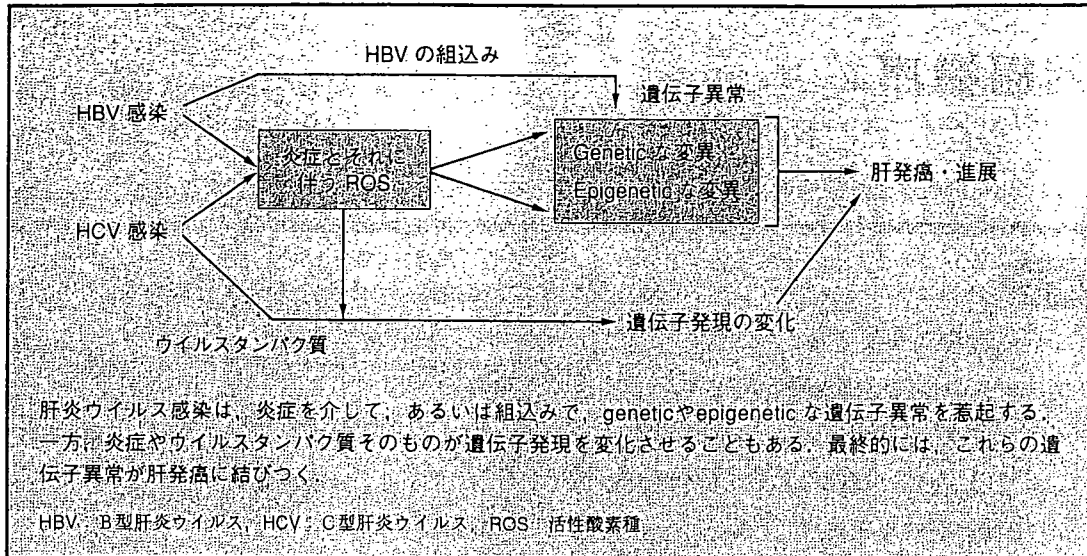 HBV の組込み
遺伝子異常
HBV 感染
炎症とそれに
伴う ROS
Genetic な変異
Epigenetic な変異
肝発癌・進展
HCV 感染
遺伝子発現の変化
ウイルスタンパク質
肝炎ウイルス感染は，炎症を介して，あるいは組込みで，geneticやepigenetic な遺伝子異常を惹起する．
一方，炎症やウイルスタンパク質そのものが遺伝子発現を変化させることもある．最終的には，これらの遺
伝子異常が肝発癌に結びつく．
HBV：B型肝炎ウイルス，HCV：C型肝炎ウイルス，ROS：活性酸素種